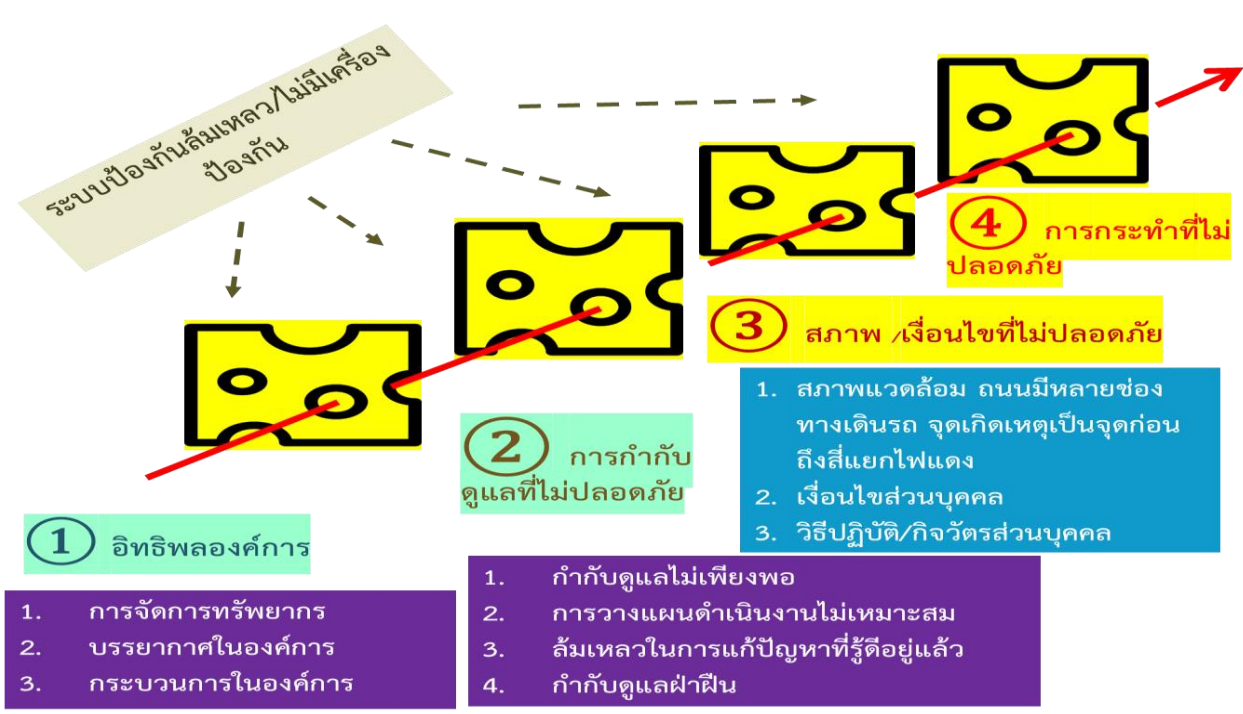 ระบบป้องกันล้มเหลว/ไม่มีเครื่อง
ป้องกัน
4 การกระทำที่ไม่
ปลอดภัย
3 สภาพ /เงื่อนไขที่ไม่ปลอดภัย
1. สภาพแวดล้อม ถนนมีหลายช่อง
ทางเดินรถ จุดเกิดเหตุเป็นจุดก่อน
ถึงสี่แยกไฟแดง
2. เงื่อนไขส่วนบุคคล
3. วิธีปฏิบัติ/กิจวัตรส่วนบุคคล
2 การกำกับ
ดูแลที่ไม่ปลอดภัย
1. กำกับดูแลไม่เพียงพอ
2. การวางแผนดำเนินงานไม่เหมาะสม
3. ล้มเหลวในการแก้ปัญหาที่รู้ดีอยู่แล้ว
4. กำกับดูแลฝ่าฝืน
1 อิทธิพลองค์การ
1. การจัดการทรัพยากร
2. บรรยากาศในองค์การ
3. กระบวนการในองค์การ